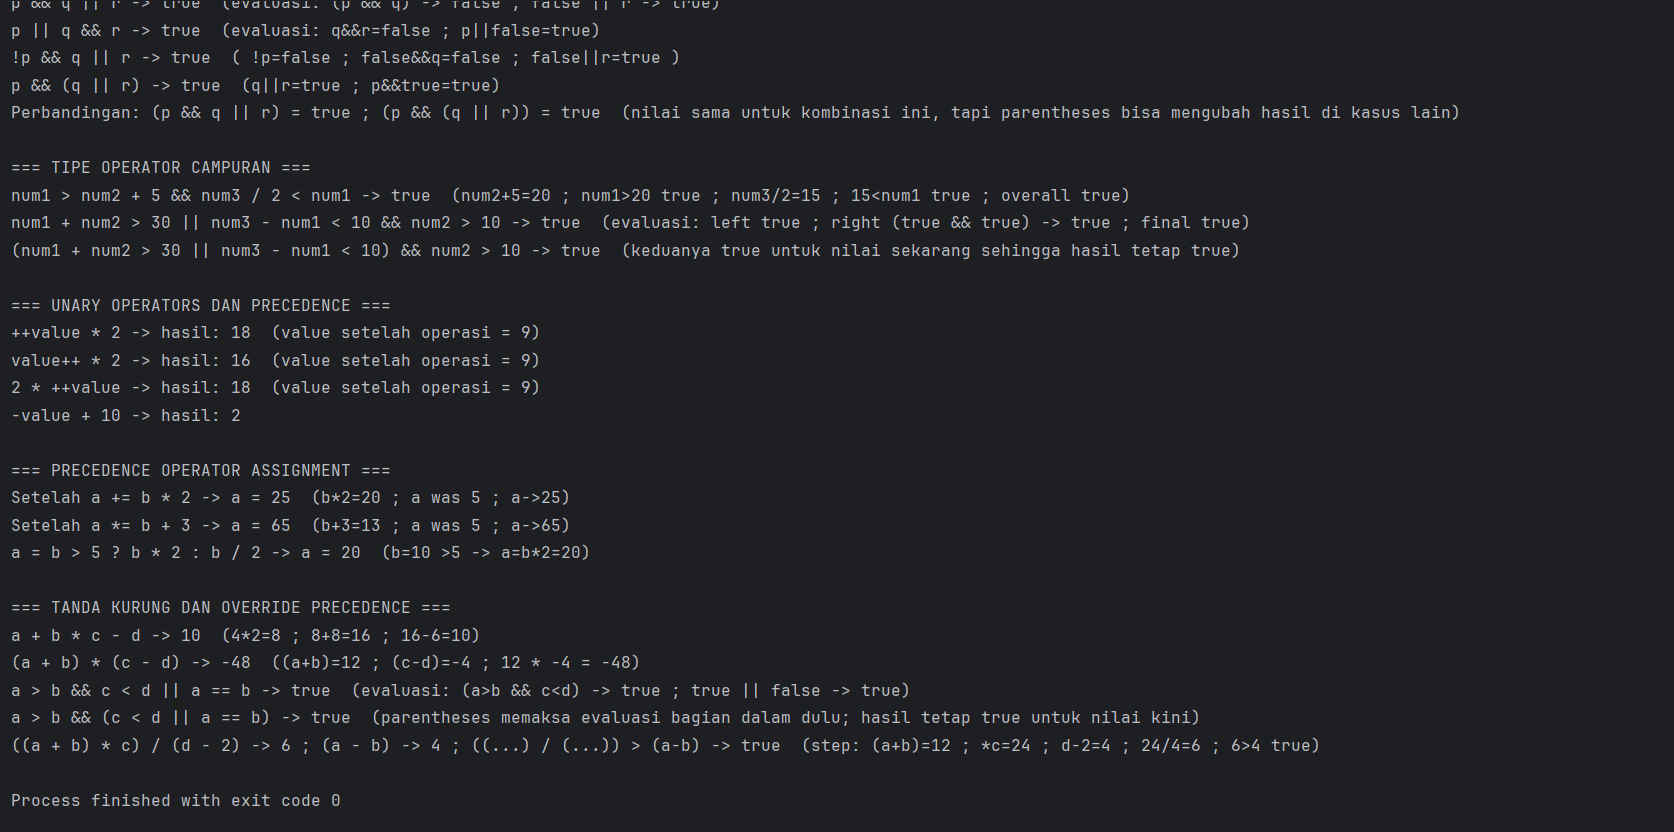 p && q || r -> true  (evaluasi: (p && q) -> false ; false || r -> true)
p || q && r -> true  (evaluasi: q&&r=false ; p||false=true)
!p && q || r -> true  ( !p=false ; false&&q=false ; false||r=true )
p && (q || r) -> true  (q||r=true ; p&&true=true)
Perbandingan: (p && q || r) = true ; (p && (q || r)) = true  (nilai sama untuk kombinasi ini, tapi parentheses bisa mengubah hasil di kasus lain)
=== TIPE OPERATOR CAMPURAN ===
num1 > num2 + 5 && num3 / 2 < num1 -> true  (num2+5=20 ; num1>20 true ; num3/2=15 ; 15<num1 true ; overall true)
num1 + num2 > 30 || num3 - num1 < 10 && num2 > 10 -> true  (evaluasi: left true ; right (true && true) -> true ; final true)
(num1 + num2 > 30 || num3 - num1 < 10) && num2 > 10 -> true  (keduanya true untuk nilai sekarang sehingga hasil tetap true)
=== UNARY OPERATORS DAN PRECEDENCE ===
++value * 2 -> hasil: 18  (value setelah operasi = 9)
value++ * 2 -> hasil: 16  (value setelah operasi = 9)
2 * ++value -> hasil: 18  (value setelah operasi = 9)
-value + 10 -> hasil: 2
=== PRECEDENCE OPERATOR ASSIGNMENT ===
Setelah a += b * 2 -> a = 25  (b*2=20 ; a was 5 ; a->25)
Setelah a *= b + 3 -> a = 65  (b+3=13 ; a was 5 ; a->65)
a = b > 5 ? b * 2 : b / 2 -> a = 20  (b=10 >5 -> a=b*2=20)
=== TANDA KURUNG DAN OVERRIDE PRECEDENCE ===
a + b * c - d -> 10  (4*2=8 ; 8+8=16 ; 16-6=10)
(a + b) * (c - d) -> -48  ((a+b)=12 ; (c-d)=-4 ; 12 * -4 = -48)
a > b && c < d || a == b -> true  (evaluasi: (a>b && c<d) -> true ; true || false -> true)
a > b && (c < d || a == b) -> true  (parentheses memaksa evaluasi bagian dalam dulu; hasil tetap true untuk nilai kini)
((a + b) * c) / (d - 2) -> 6 ; (a - b) -> 4 ; ((...) / (...)) > (a-b) -> true  (step: (a+b)=12 ; *c=24 ; d-2=4 ; 24/4=6 ; 6>4 true)
Process finished with exit code 0